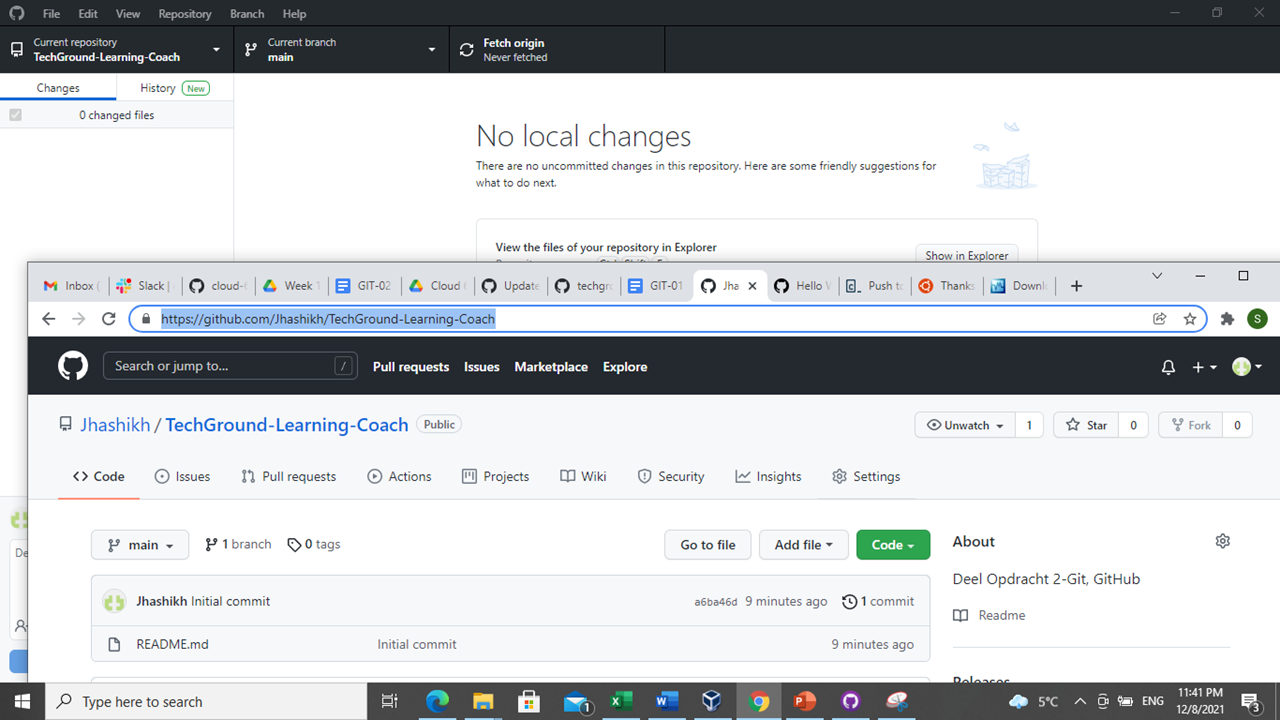 File Edit View Repository Branch Help
Current repository
TechGround-Learning-Coach
Current branch
main
Fetch origin
Never fetched
Changes
History New
0 changed files
No local changes
There are no uncommitted changes in this repository. Here are some friendly suggestions for
what to do next.
View the files of your repository in Explorer
Show in Explorer
Inbox ( Slack | cloud- Week 1 GIT-02 Cloud Update techgro GIT-01 Jha Hello W Push to Thanks Downlo
https://github.com/Jhashikh/TechGround-Learning-Coach
S
Search or jump to... /
Pull requests Issues Marketplace Explore
Jhashikh / TechGround-Learning-Coach Public
Unwatch 1 Star 0 Fork 0
Code Issues Pull requests Actions Projects Wiki Security Insights Settings
main 1 branch 0 tags Go to file Add file Code
About
Deel Opdracht 2-Git, GitHub
Readme
Jhashikh Initial commit a6ba46d 9 minutes ago 1 commit
README.md Initial commit 9 minutes ago
Releases
De
Type here to search
1
5°C
ENG
11:41 PM
12/8/2021
3